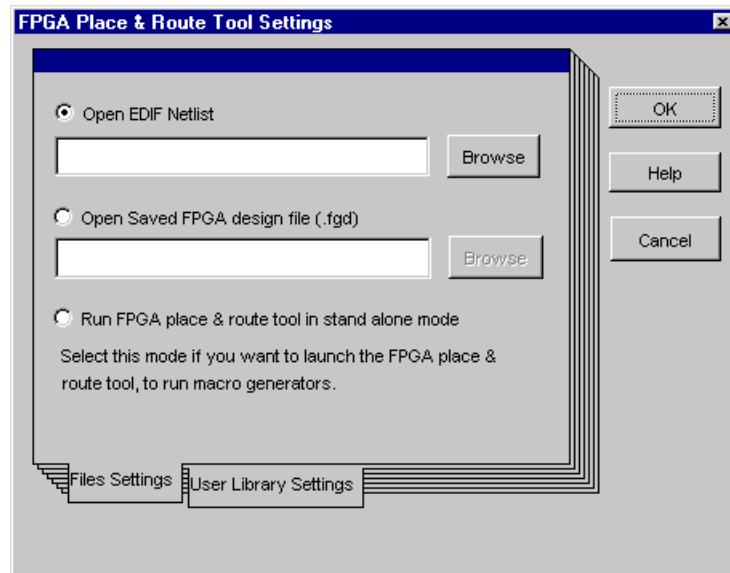 FPGA Place & Route Tool Settings
Open EDIF Netlist
Browse
Open Saved FPGA design file (.fgd)
Browse
Run FPGA place & route tool in stand alone mode
Select this mode if you want to launch the FPGA place &
route tool, to run macro generators.
Files Settings
User Library Settings
OK
Help
Cancel